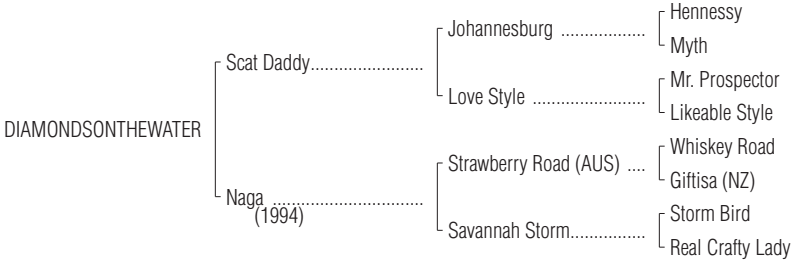 Hennessy
Johannesburg ...................
Myth
Scat Daddy.........................
Mr. Prospector
Love Style .........................
Likeable Style
DIAMONDSONTHEWATER
Whiskey Road
Strawberry Road (AUS) ....
Giftisa (NZ)
Naga .................................
(1994)
Storm Bird
Savannah Storm.................
Real Crafty Lady